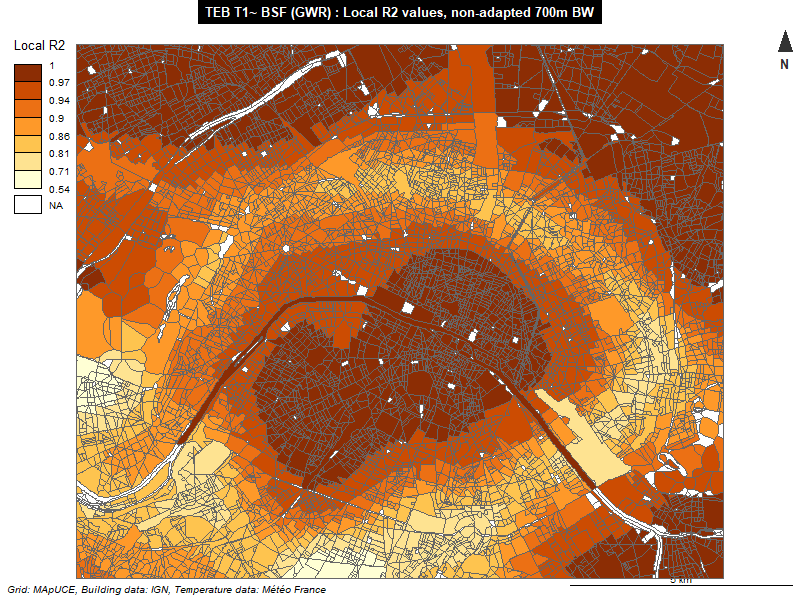 TEB T1~ BSF (GWR) : Local R2 values, non-adapted 700m BW
Local R2
1
0.97
0.94
0.9
0.86
0.81
0.71
0.54
NA
N
5 km
Grid: MApUCE, Building data: IGN, Temperature data: Météo France